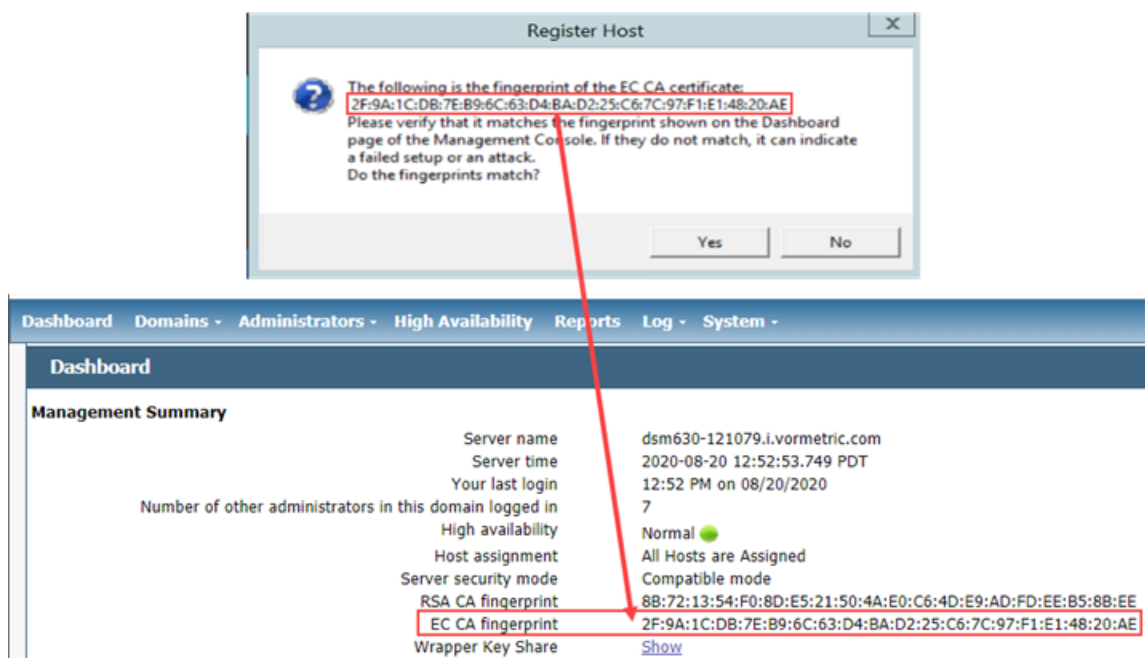 Register Host
x
The following is the fingerprint of the EC CA certificate:
2F:9A:1C:DB:7E:B9:6C:63:D4:BA:D2:25:C6:7C:97:F1:E1:48:20:AE
Please verify that it matches the fingerprint shown on the Dashboard
page of the Management Console. If they do not match, it can indicate
a failed setup or an attack.
Do the fingerprints match?
Yes No
Dashboard Domains Administrators High Availability Reports Log System
Dashboard
Management Summary
Server name dsm630-121079.i.vormetric.com
Server time 2020-08-20 12:52:53.749 PDT
Your last login 12:52 PM on 08/20/2020
Number of other administrators in this domain logged in 7
High availability Normal
Host assignment All Hosts are Assigned
Server security mode Compatible mode
RSA CA fingerprint 8B:72:13:54:F0:8D:E5:21:50:4A:E0:C6:4D:E9:AD:FD:EE:B5:8B:EE
EC CA fingerprint 2F:9A:1C:DB:7E:B9:6C:63:D4:BA:D2:25:C6:7C:97:F1:E1:48:20:AE
Wrapper Key Share Show